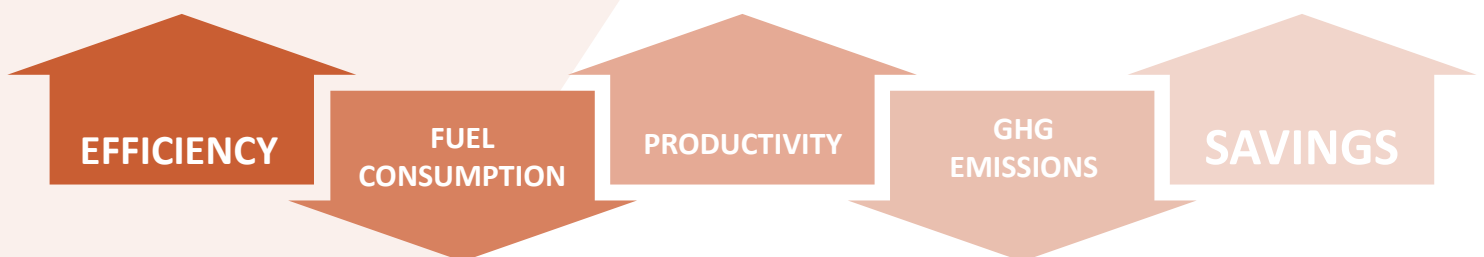 EFFICIENCY
FUEL
CONSUMPTION
PRODUCTIVITY
GHG
EMISSIONS
SAVINGS